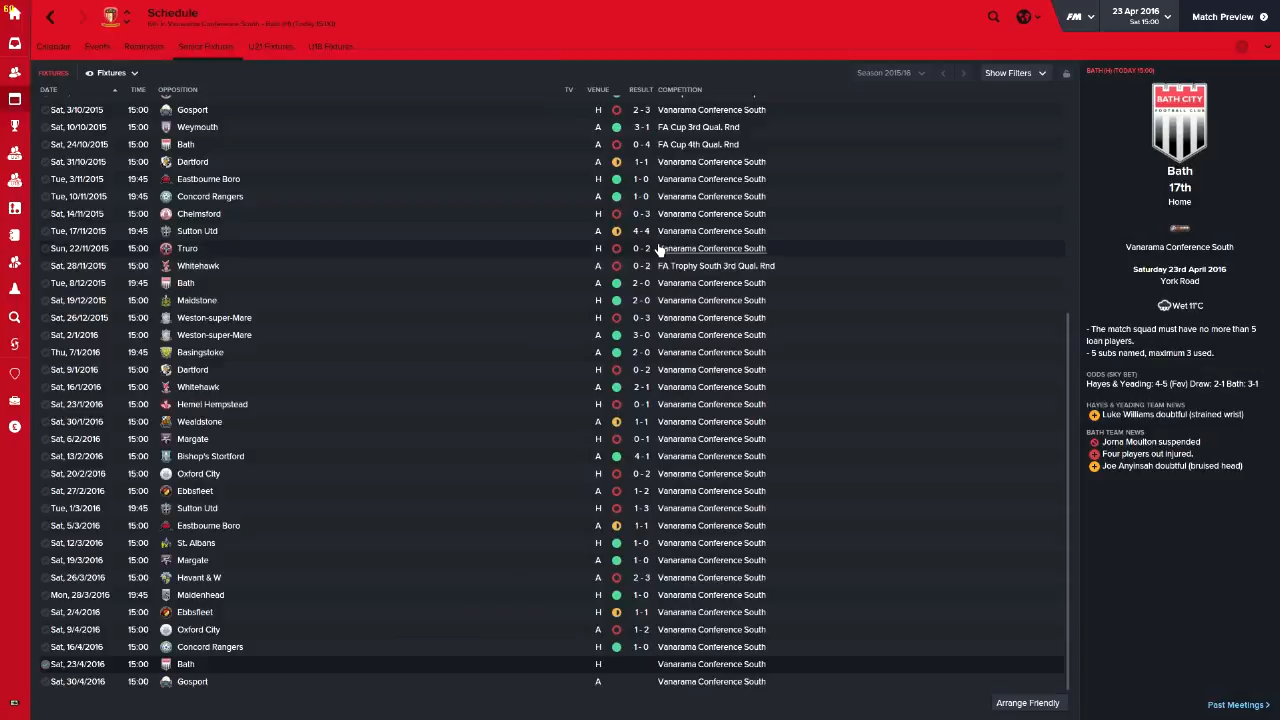 60
Schedule
23 Apr 2016
Sat 15:00
FM
Match Preview
Calendar Events Reminders Senior Fixtures U21 Fixtures U18 Fixtures
FIXTURES Fixtures Season 2015/16 Show Filters
DATE TIME OPPOSITION TV VENUE RESULT COMPETITION
Sat, 3/10/2015 15:00 Gosport H 2 - 3 Vanarama Conference South
Sat, 10/10/2015 15:00 Weymouth A 3 - 1 FA Cup 3rd Qual. Rnd
Sat, 24/10/2015 15:00 Bath A 0 - 4 FA Cup 4th Qual. Rnd
Sat, 31/10/2015 15:00 Dartford A 1 - 1 Vanarama Conference South
Tue, 3/11/2015 19:45 Eastbourne Boro H 1 - 0 Vanarama Conference South
Tue, 10/11/2015 19:45 Concord Rangers A 1 - 0 Vanarama Conference South
Sat, 14/11/2015 15:00 Chelmsford H 0 - 3 Vanarama Conference South
Tue, 17/11/2015 19:45 Sutton Utd A 4 - 4 Vanarama Conference South
Sun, 22/11/2015 15:00 Truro H 0 - 2 Vanarama Conference South
Sat, 28/11/2015 15:00 Whitehawk A 0 - 2 FA Trophy South 3rd Qual. Rnd
Tue, 8/12/2015 19:45 Bath A 2 - 0 Vanarama Conference South
Sat, 19/12/2015 15:00 Maidstone H 2 - 0 Vanarama Conference South
Sat, 26/12/2015 15:00 Weston-super-Mare H 0 - 3 Vanarama Conference South
Sat, 2/1/2016 15:00 Weston-super-Mare A 3 - 0 Vanarama Conference South
Thu, 7/1/2016 19:45 Basingstoke A 2 - 0 Vanarama Conference South
Sat, 9/1/2016 15:00 Dartford H 0 - 2 Vanarama Conference South
Sat, 16/1/2016 15:00 Whitehawk A 2 - 1 Vanarama Conference South
Sat, 23/1/2016 15:00 Hemel Hempstead H 0 - 1 Vanarama Conference South
Sat, 30/1/2016 15:00 Wealdstone A 1 - 1 Vanarama Conference South
Sat, 6/2/2016 15:00 Margate H 0 - 1 Vanarama Conference South
Sat, 13/2/2016 15:00 Bishop's Stortford A 4 - 1 Vanarama Conference South
Sat, 20/2/2016 15:00 Oxford City H 0 - 2 Vanarama Conference South
Sat, 27/2/2016 15:00 Ebbsfleet A 1 - 2 Vanarama Conference South
Tue, 1/3/2016 19:45 Sutton Utd H 1 - 3 Vanarama Conference South
Sat, 5/3/2016 15:00 Eastbourne Boro A 1 - 1 Vanarama Conference South
Sat, 12/3/2016 15:00 St. Albans H 1 - 0 Vanarama Conference South
Sat, 19/3/2016 15:00 Margate A 1 - 0 Vanarama Conference South
Sat, 26/3/2016 15:00 Havant & W A 2 - 3 Vanarama Conference South
Mon, 28/3/2016 19:45 Maidenhead H 1 - 0 Vanarama Conference South
Sat, 2/4/2016 15:00 Ebbsfleet H 1 - 1 Vanarama Conference South
Sat, 9/4/2016 15:00 Oxford City A 1 - 2 Vanarama Conference South
Sat, 16/4/2016 15:00 Concord Rangers H 1 - 0 Vanarama Conference South
Sat, 23/4/2016 15:00 Bath H Vanarama Conference South
Sat, 30/4/2016 15:00 Gosport A Vanarama Conference South
Arrange Friendly
BATH (H) (TODAY 15:00)
BATH CITY
FOOTBALL CLUB
Bath
17th
Home
Vanarama Conference South
Saturday 23rd April 2016
York Road
Wet 11°C
- The match squad must have no more than 5
loan players.
- 5 subs named, maximum 3 used.
ODDS (SKY BET)
Hayes & Yeading: 4-5 (Fav) Draw: 2-1 Bath: 3-1
HAYES & YEADING TEAM NEWS
Luke Williams doubtful (strained wrist)
BATH TEAM NEWS
Jorna Moulton suspended
Four players out injured.
Joe Anyinsah doubtful (bruised head)
Past Meetings >